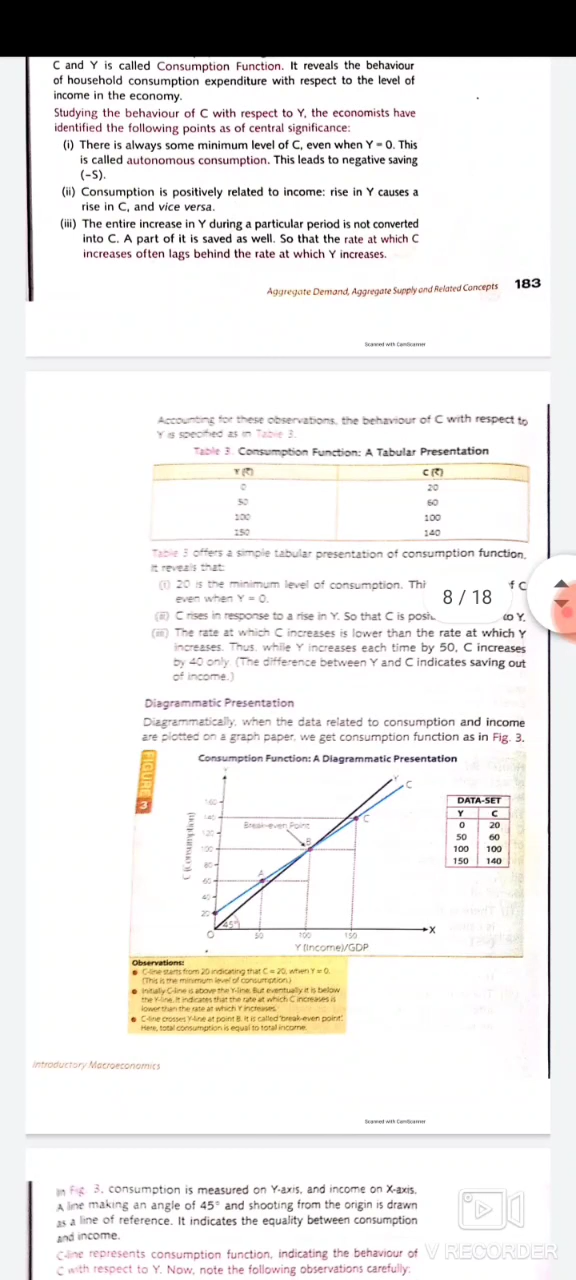 C and Y is called Consumption Function. It reveals the behaviour
of household consumption expenditure with respect to the level of
income in the economy.
Studying the behaviour of C with respect to Y, the economists have
identified the following points as of central significance:
(i) There is always some minimum level of C, even when Y = 0. This
is called autonomous consumption. This leads to negative saving
(–S).
(ii) Consumption is positively related to income: rise in Y causes a
rise in C, and vice versa.
(iii) The entire increase in Y during a particular period is not converted
into C. A part of it is saved as well. So that the rate at which C
increases often lags behind the rate at which Y increases.
Aggregate Demand, Aggregate Supply and Related Concepts 183
Scanned with CamScanner
Accounting for these observations, the behaviour of C with respect to
Y is specified as in Table 3.
Table 3. Consumption Function: A Tabular Presentation
Y (₹) C (₹)
0 20
50 60
100 100
150 140
Table 3 offers a simple tabular presentation of consumption function.
It reveals that:
(i) 20 is the minimum level of consumption. Thi f C
even when Y = 0.
8 / 18
(ii) C rises in response to a rise in Y. So that C is posi to Y.
(iii) The rate at which C increases is lower than the rate at which Y
increases. Thus, while Y increases each time by 50, C increases
by 40 only. (The difference between Y and C indicates saving out
of income.)
Diagrammatic Presentation
Diagrammatically, when the data related to consumption and income
are plotted on a graph paper, we get consumption function as in Fig. 3.
FIGURE 3
Consumption Function: A Diagrammatic Presentation
Y
C
160
140
C
120
Break-even Point
B
100
80
A
60
40
20
45°
O 50 100 150 X
C (Consumption)
Y (Income)/GDP
DATA-SET
Y C
0 20
50 60
100 100
150 140
Observations:
C-line starts from 20 indicating that C = 20, when Y = 0.
(This is the minimum level of consumption.)
Initially C-line is above the Y-line. But eventually it is below
the Y-line. It indicates that the rate at which C increases is
lower than the rate at which Y increases.
C-line crosses Y-line at point B. It is called 'break-even point'.
Here, total consumption is equal to total income.
Introductory Macroeconomics
Scanned with CamScanner
In Fig. 3, consumption is measured on Y-axis, and income on X-axis.
A line making an angle of 45° and shooting from the origin is drawn
as a line of reference. It indicates the equality between consumption
and income.
C-line represents consumption function, indicating the behaviour of
C with respect to Y. Now, note the following observations carefully:
V RECORDER